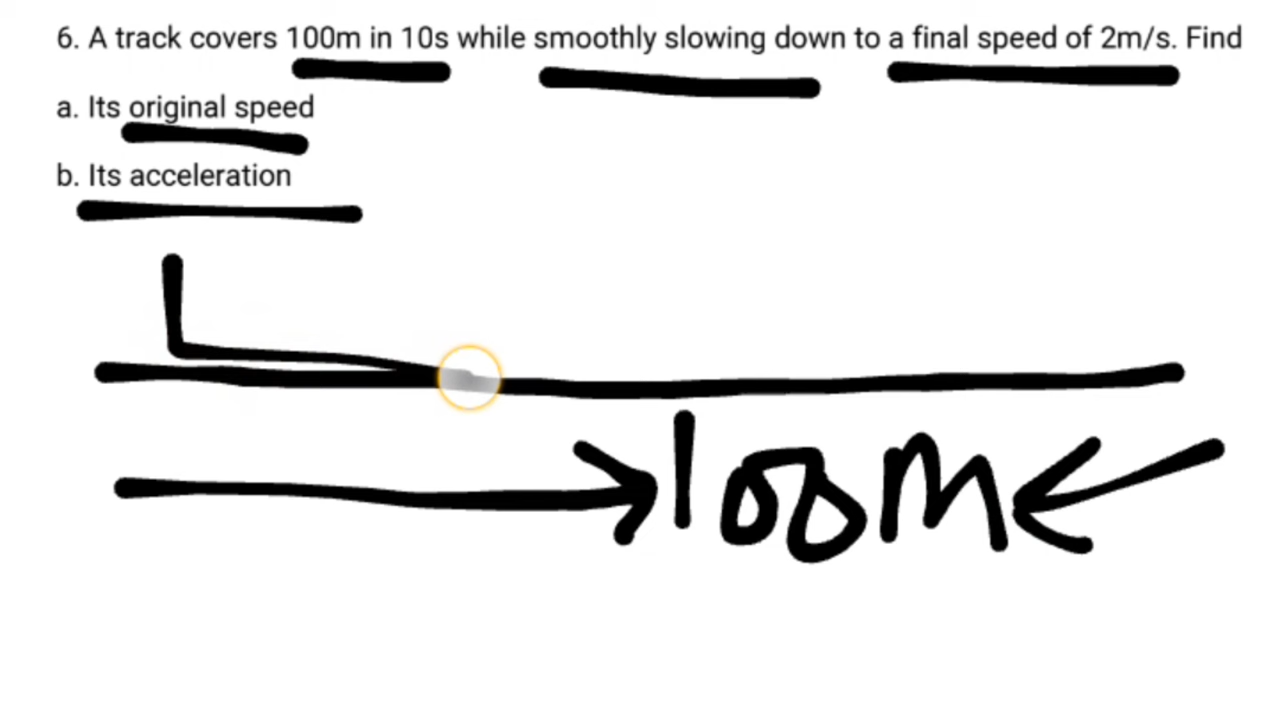 6. A track covers 100m in 10s while smoothly slowing down to a final speed of 2m/s. Find
a. Its original speed
b. Its acceleration
100m